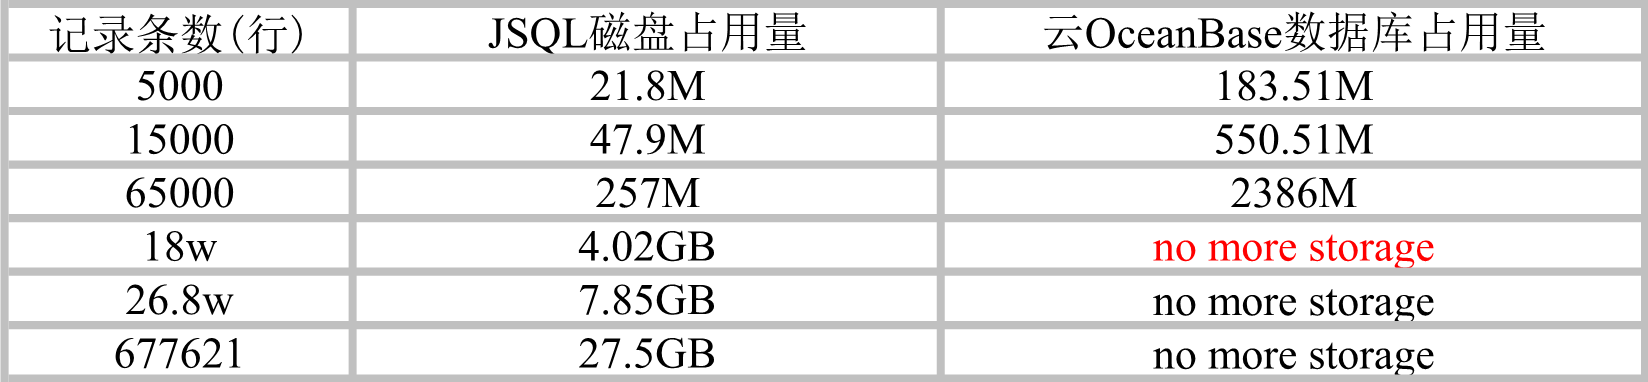 记录条数(行) JSQL磁盘占用量 云OceanBase数据库占用量
5000 21.8M 183.51M
15000 47.9M 550.51M
65000 257M 2386M
18w 4.02GB no more storage
26.8w 7.85GB no more storage
677621 27.5GB no more storage